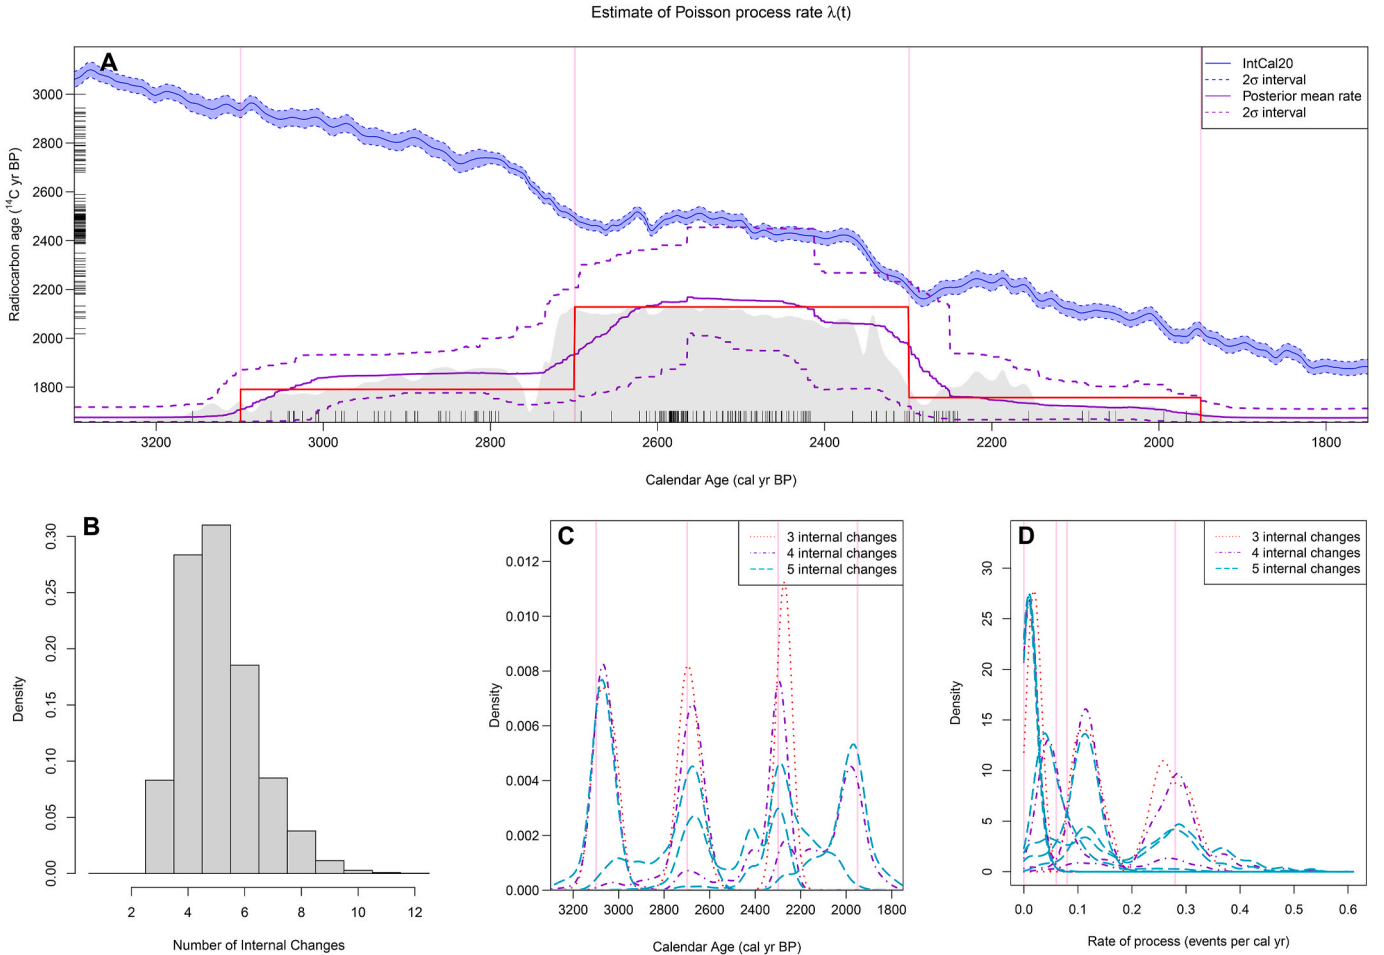 Estimate of Poisson process rate λ(t)
A
IntCal20
2σ interval
Posterior mean rate
2σ interval
Radiocarbon age (¹⁴C yr BP)
3000
2800
2600
2400
2200
2000
1800
3200 3000 2800 2600 2400 2200 2000 1800
Calendar Age (cal yr BP)
B
Density
0.30
0.25
0.20
0.15
0.10
0.05
0.00
2 4 6 8 10 12
Number of Internal Changes
C
3 internal changes
4 internal changes
5 internal changes
Density
0.012
0.010
0.008
0.006
0.004
0.002
0.000
3200 3000 2800 2600 2400 2200 2000 1800
Calendar Age (cal yr BP)
D
3 internal changes
4 internal changes
5 internal changes
Density
30
25
20
15
10
5
0
0.0 0.1 0.2 0.3 0.4 0.5 0.6
Rate of process (events per cal yr)